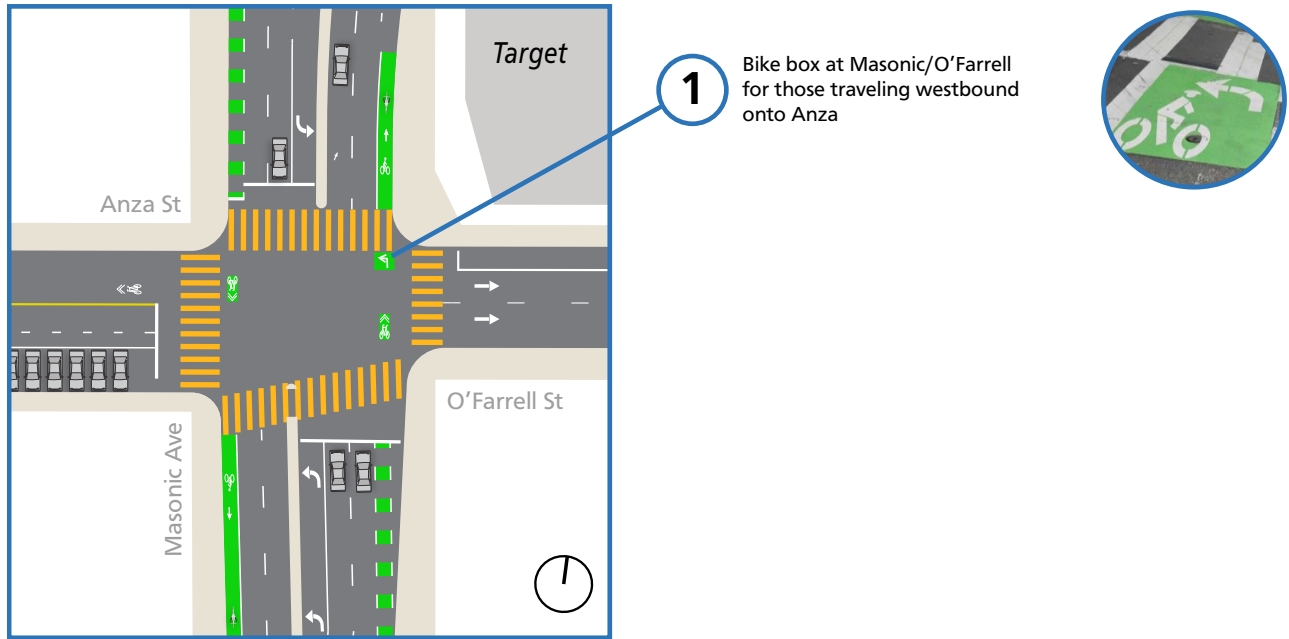 Target
1
Bike box at Masonic/O’Farrell
for those traveling westbound
onto Anza
Anza St
O’Farrell St
Masonic Ave